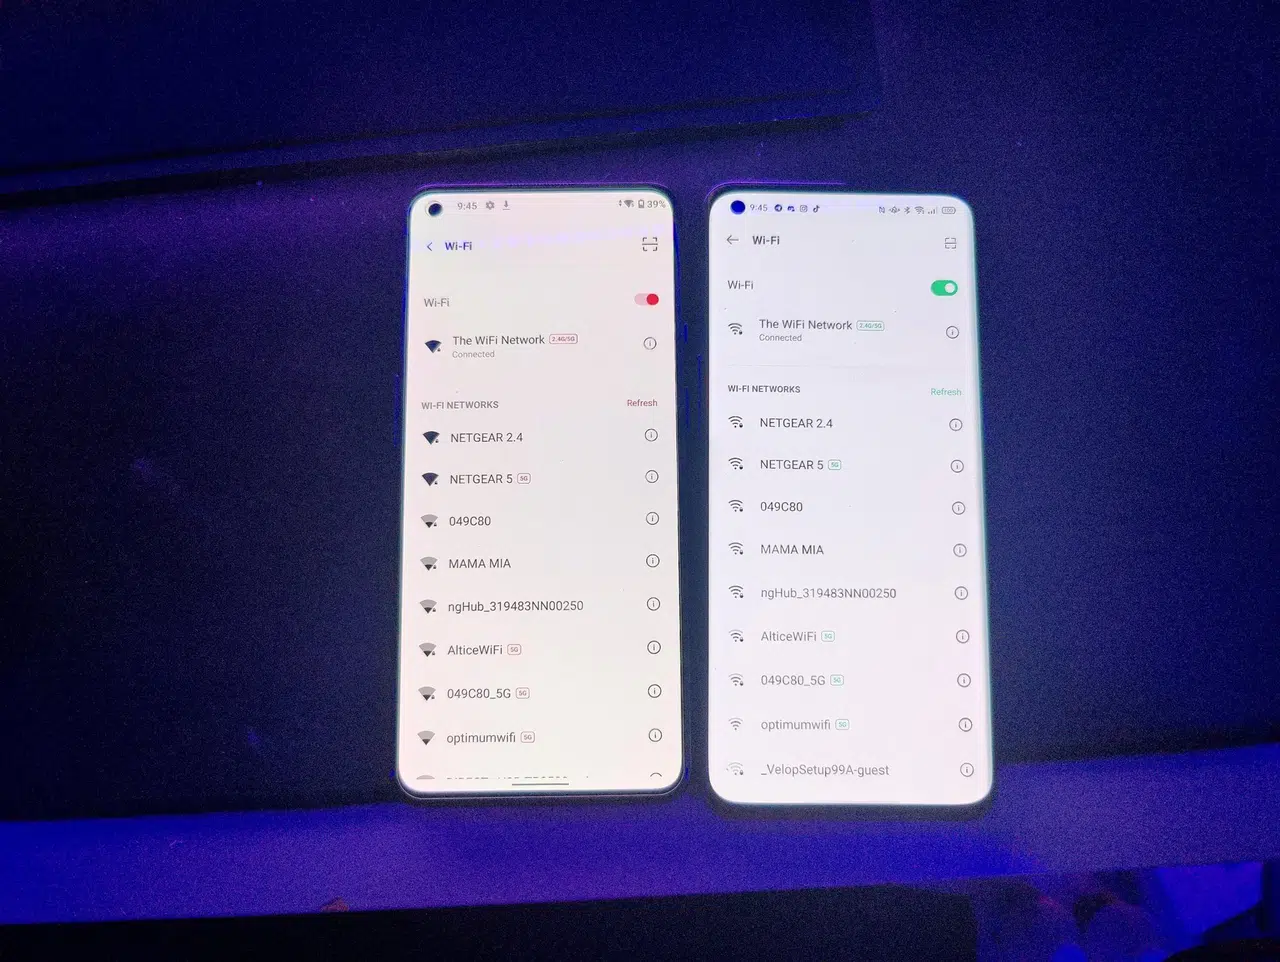 9:45
39%
Wi-Fi
Wi-Fi
The WiFi Network 2.4G/5G
Connected
WI-FI NETWORKS Refresh
NETGEAR 2.4
NETGEAR 5 5G
049C80
MAMA MIA
ngHub_319483NN00250
AlticeWiFi 5G
049C80_5G 5G
optimumwifi 5G
9:45
100
Wi-Fi
Wi-Fi
The WiFi Network 2.4G/5G
Connected
WI-FI NETWORKS Refresh
NETGEAR 2.4
NETGEAR 5 5G
049C80
MAMA MIA
ngHub_319483NN00250
AlticeWiFi 5G
049C80_5G 5G
optimumwifi 5G
_VelopSetup99A-guest